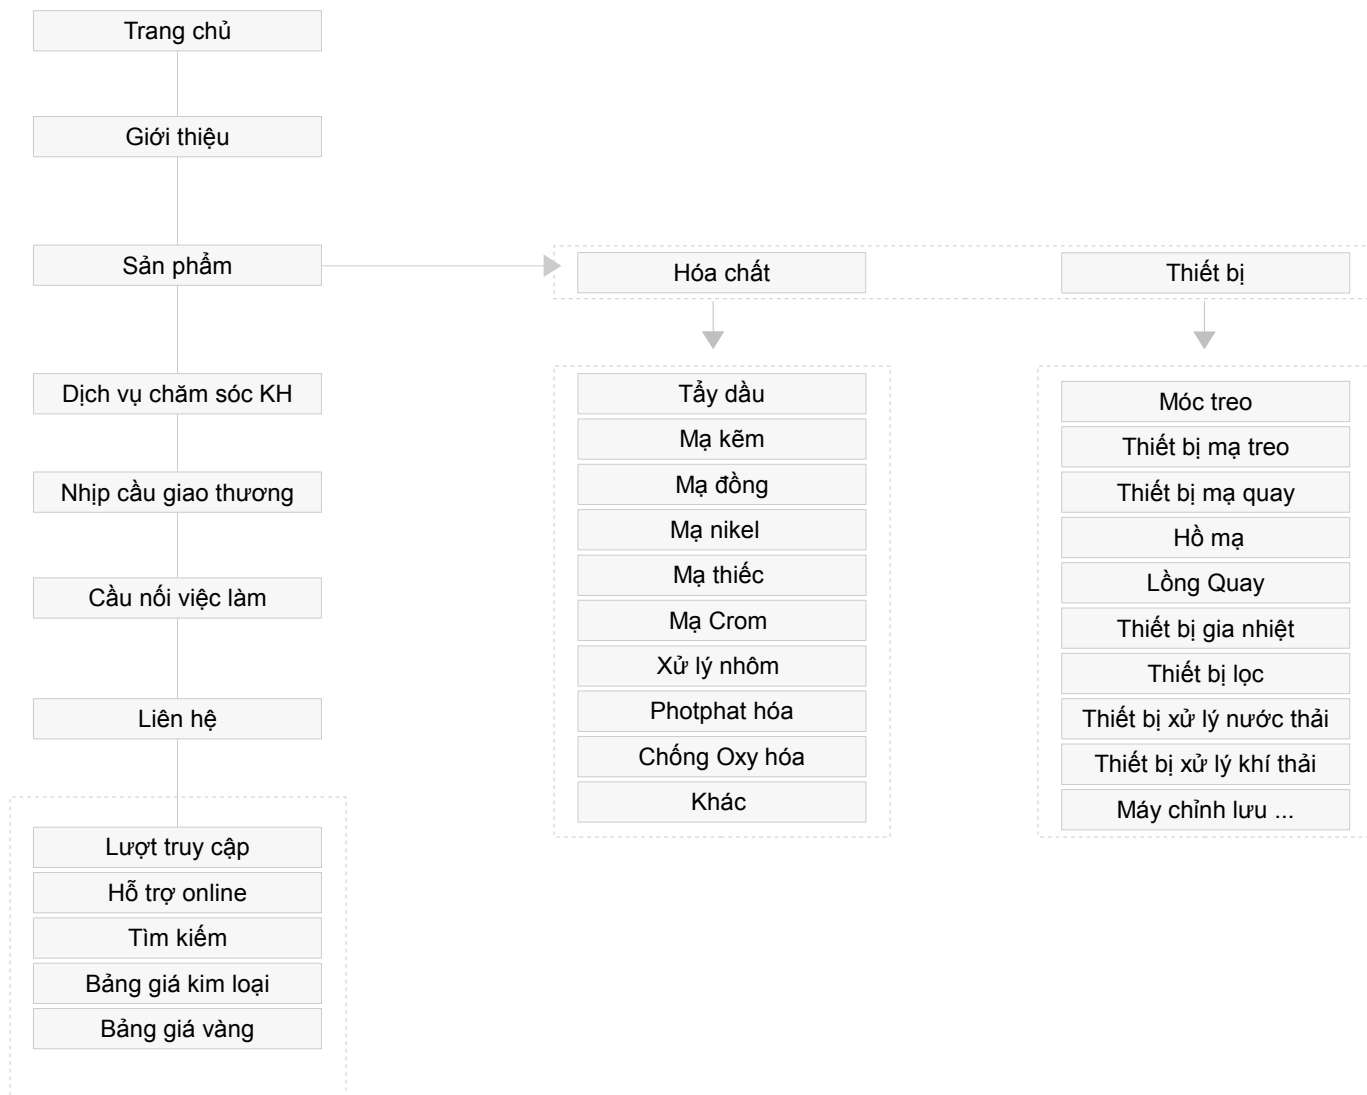 Trang chủ
Giới thiệu
Sản phẩm
Hóa chất
Thiết bị
Dịch vụ chăm sóc KH
Nhịp cầu giao thương
Cầu nối việc làm
Liên hệ
Lượt truy cập
Hỗ trợ online
Tìm kiếm
Bảng giá kim loại
Bảng giá vàng
Tẩy dầu
Mạ kẽm
Mạ đồng
Mạ nikel
Mạ thiếc
Mạ Crom
Xử lý nhôm
Photphat hóa
Chống Oxy hóa
Khác
Móc treo
Thiết bị mạ treo
Thiết bị mạ quay
Hồ mạ
Lồng Quay
Thiết bị gia nhiệt
Thiết bị lọc
Thiết bị xử lý nước thải
Thiết bị xử lý khí thải
Máy chỉnh lưu ...